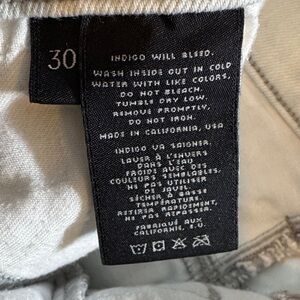 30
INDIGO WILL BLEED.
WASH INSIDE OUT IN COLD
WATER WITH LIKE COLORS.
DO NOT BLEACH.
TUMBLE DRY LOW.
REMOVE PROMPTLY.
DO NOT IRON.
MADE IN CALIFORNIA, USA
INDIGO VA SAIGNER.
LAVER À L'ENVERS
DANS L'EAU
FROIDE AVEC DES
COULEURS SEMBLABLES.
NE PAS UTILISER
DE JAVEL.
SÉCHER À BASSE
TEMPÉRATURE.
RETIRER RAPIDEMENT,
NE PAS REPASSER.
FABRIQUÉ AUX
CALIFORNIE, É.U